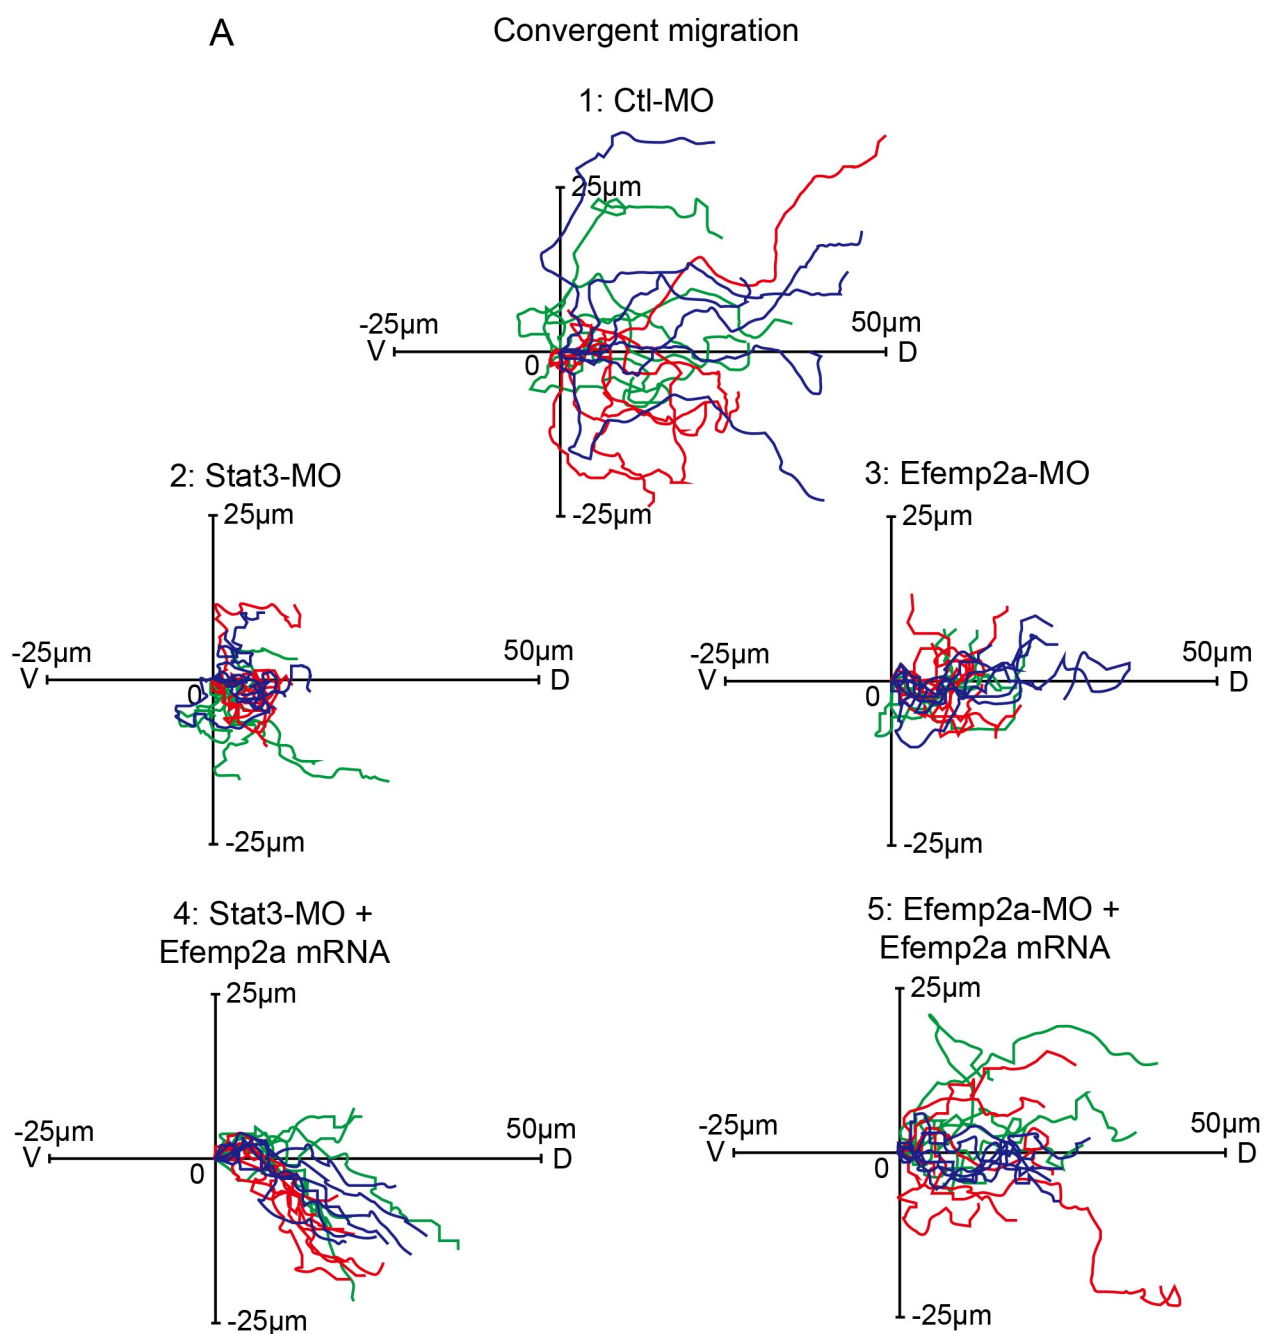 A
Convergent migration
1: Ctl-MO
25µm
-25µm
50µm
V
D
0
-25µm
2: Stat3-MO
25µm
-25µm
50µm
V
D
0
-25µm
3: Efemp2a-MO
25µm
-25µm
50µm
V
D
0
-25µm
4: Stat3-MO +
Efemp2a mRNA
25µm
-25µm
50µm
V
D
0
-25µm
5: Efemp2a-MO +
Efemp2a mRNA
25µm
-25µm
50µm
V
D
0
-25µm